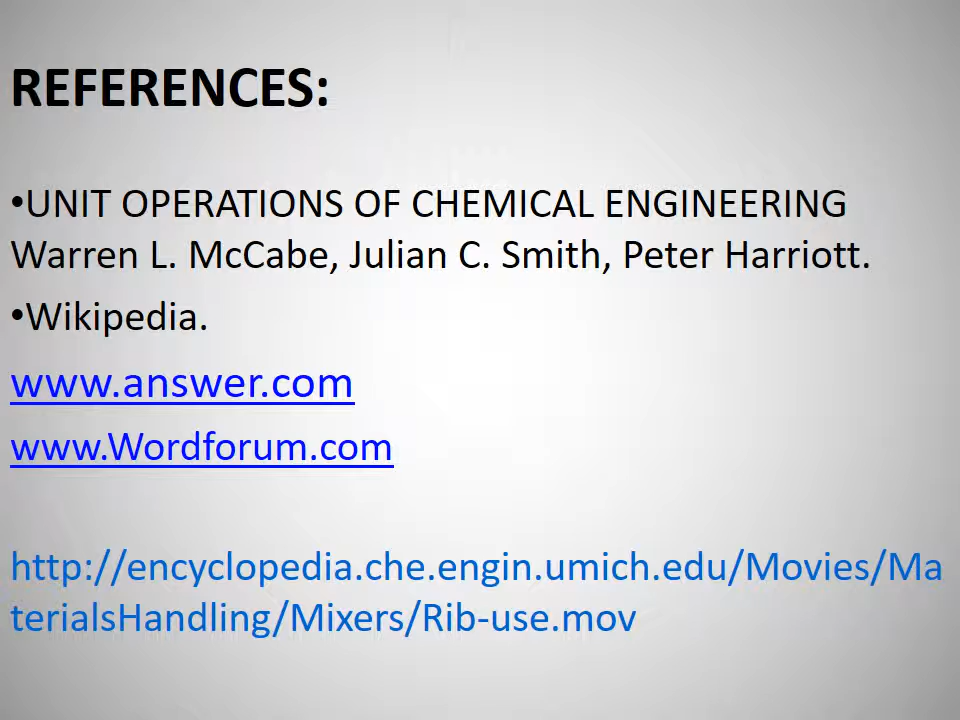 REFERENCES:
•UNIT OPERATIONS OF CHEMICAL ENGINEERING
Warren L. McCabe, Julian C. Smith, Peter Harriott.
•Wikipedia.
www.answer.com
www.Wordforum.com
http://encyclopedia.che.engin.umich.edu/Movies/Ma
terialsHandling/Mixers/Rib-use.mov